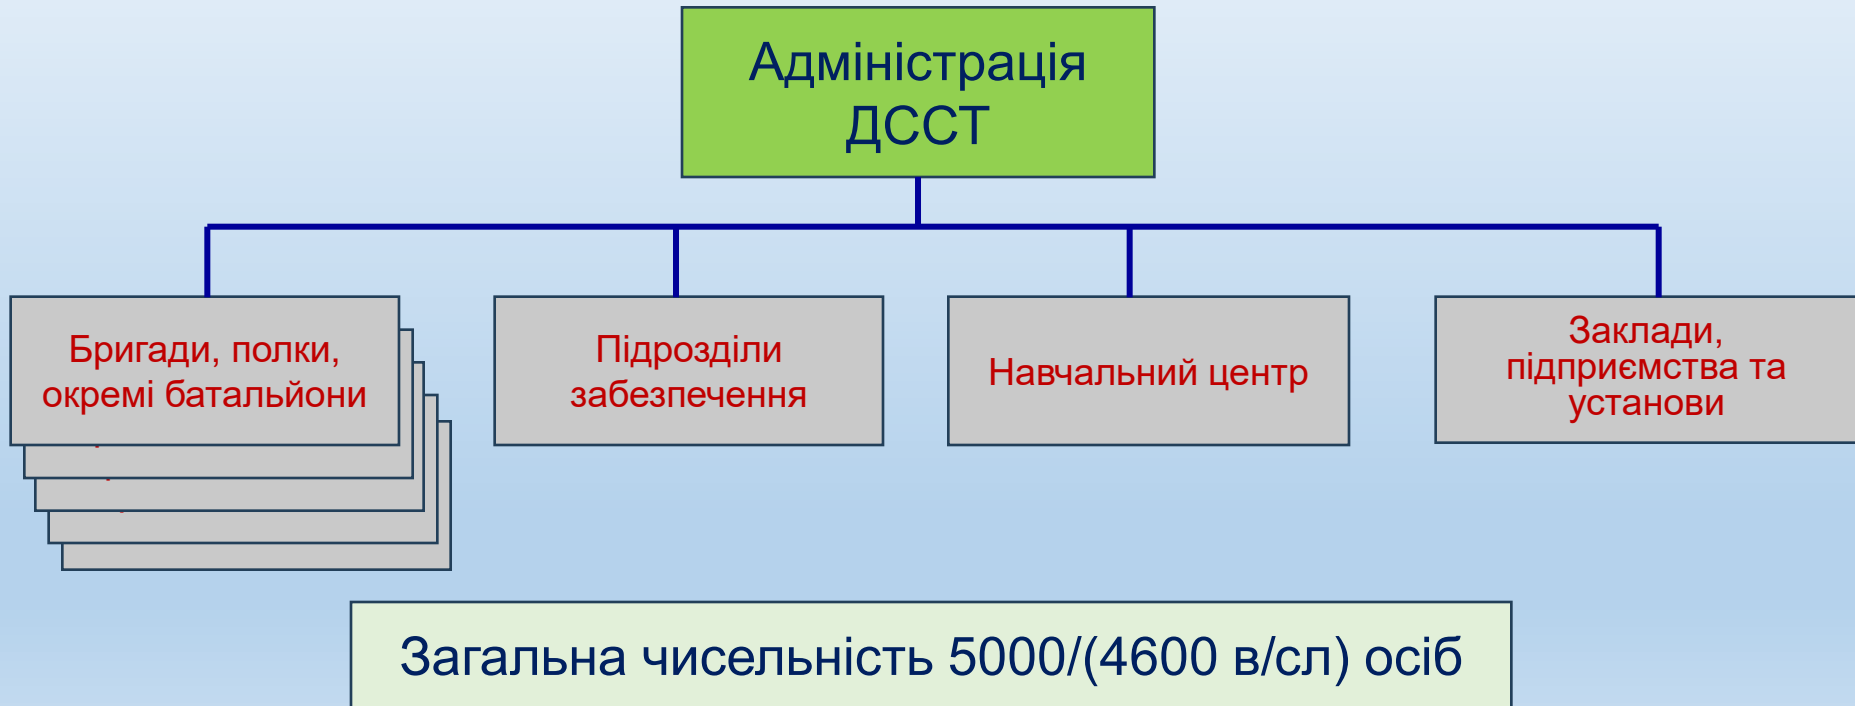 Адміністрація
ДССТ
Бригади, полки,
окремі батальйони
Підрозділи
забезпечення
Навчальний центр
Заклади,
підприємства та
установи
Загальна чисельність 5000/(4600 в/сл) осіб